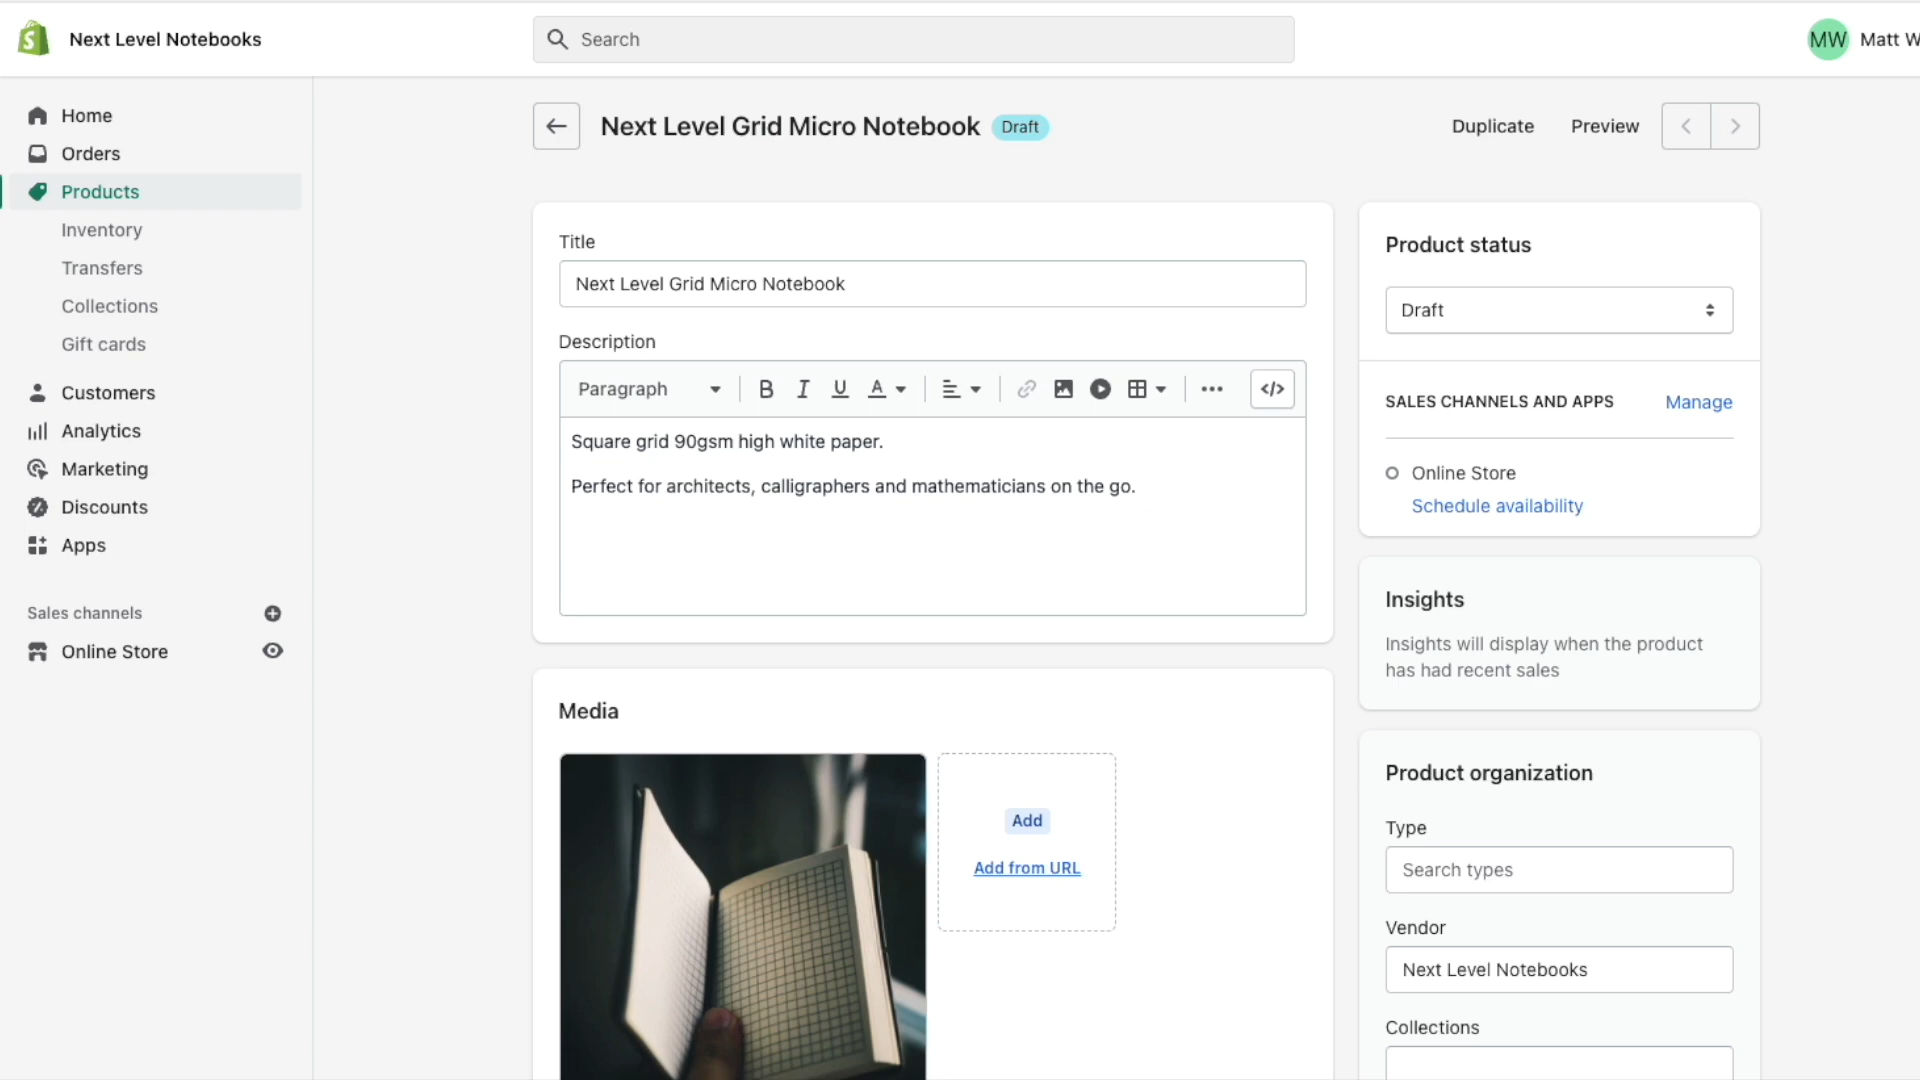 Next Level Notebooks
Search
MW Matt W
Home
Orders
Products
Inventory
Transfers
Collections
Gift cards
Customers
Analytics
Marketing
Discounts
Apps
Sales channels
Online Store
Next Level Grid Micro Notebook Draft
Duplicate Preview
Title
Next Level Grid Micro Notebook
Description
Paragraph B I U A </>
Square grid 90gsm high white paper.
Perfect for architects, calligraphers and mathematicians on the go.
Media
Add
Add from URL
Product status
Draft
SALES CHANNELS AND APPS Manage
Online Store
Schedule availability
Insights
Insights will display when the product
has had recent sales
Product organization
Type
Search types
Vendor
Next Level Notebooks
Collections